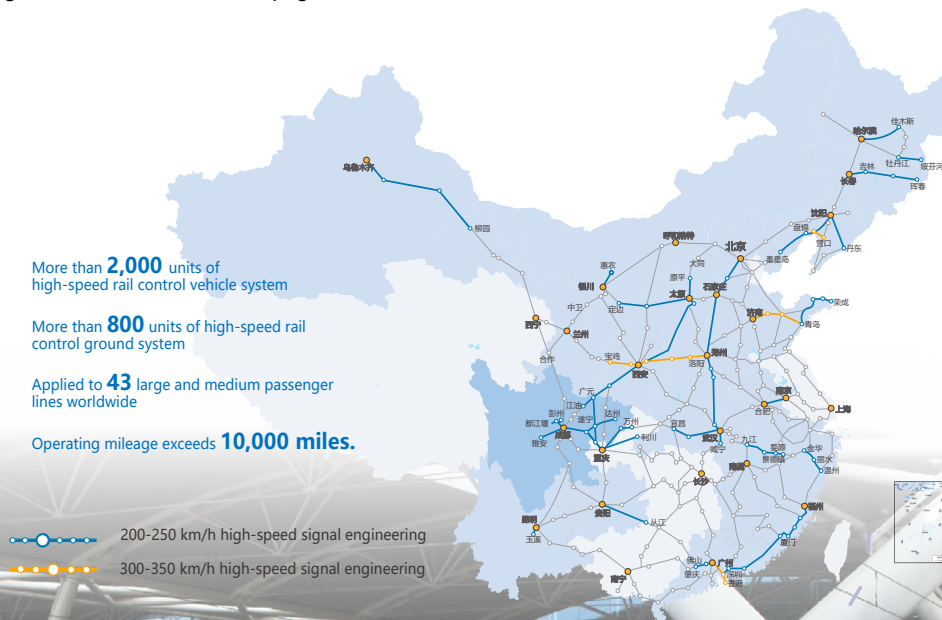 More than 2,000 units of
high-speed rail control vehicle system
More than 800 units of high-speed rail
control ground system
Applied to 43 large and medium passenger
lines worldwide
Operating mileage exceeds 10,000 miles.
200-250 km/h high-speed signal engineering
300-350 km/h high-speed signal engineering
佳木斯
哈尔滨
牡丹江
绥芬河
吉林
长春
珲春
乌鲁木齐
沈阳
柳园
盘锦
营口
丹东
呼和浩特
北京
秦皇岛
大同
惠农
原平
银川
太原
石家庄
荣成
定边
中卫
济南
青岛
西宁
兰州
郑州
合作
宝鸡
西安
洛阳
广元
南京
江油
合肥
上海
彭州
遂宁
达州
都江堰
万州
宜昌
成都
利川
武汉
雅安
咸宁
九江
婺源
金华
重庆
景德镇
丽水
南昌
温州
长沙
贵阳
福州
昆明
从江
玉溪
厦门
佛山
广州
肇庆
深圳
南宁
香港